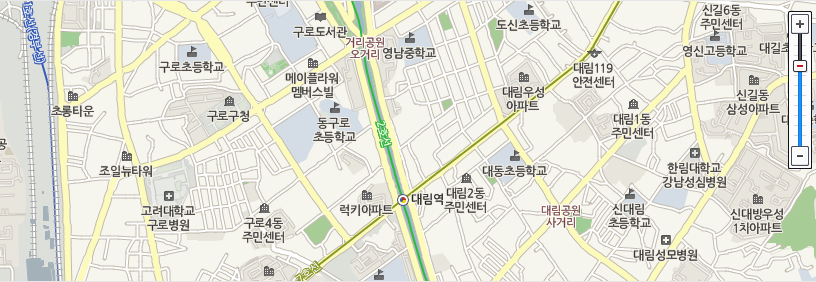 주민센터
신길6동
주민센터
구로도서관
도신초등학교
거리공원
오거리
영남중학교
영신고등학교
대길초
구로초등학교
대림119
안전센터
메이플라워
멤버스빌
대림우성
아파트
신길동
삼성아파트
초롱타운
구로구청
동구로
초등학교
대림1동
주민센터
조일뉴타워
대동초등학교
한림대학교
강남성심병원
고려대학교
구로병원
럭키아파트
대림역
대림2동
주민센터
구로4동
주민센터
대림공원
사거리
신대림
초등학교
신대방우성
1차아파트
대림성모병원